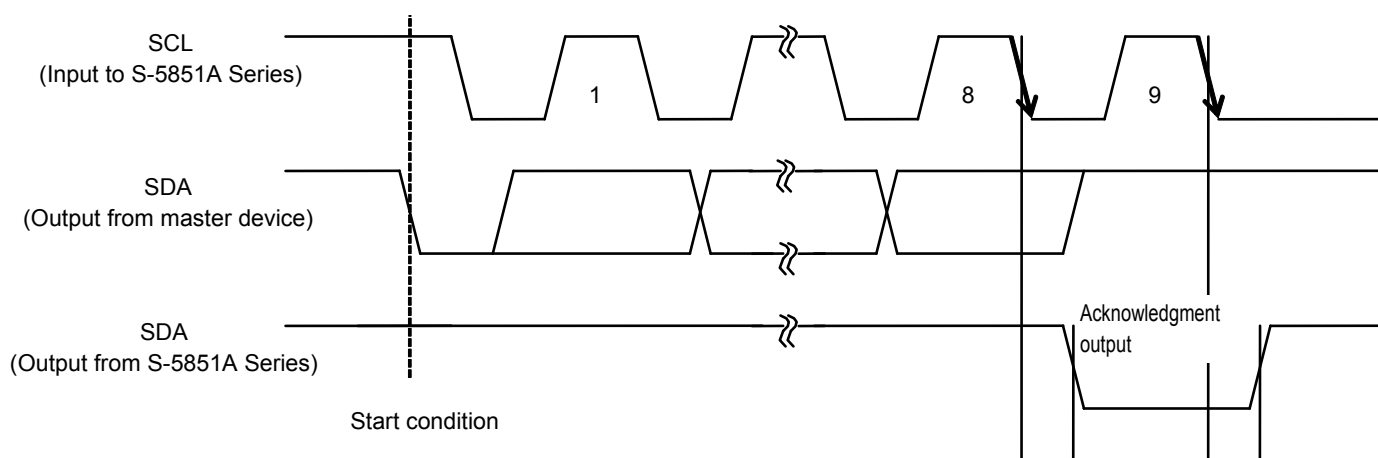 SCL
(Input to S-5851A Series)
1
8
9
SDA
(Output from master device)
SDA
(Output from S-5851A Series)
Acknowledgment
output
Start condition